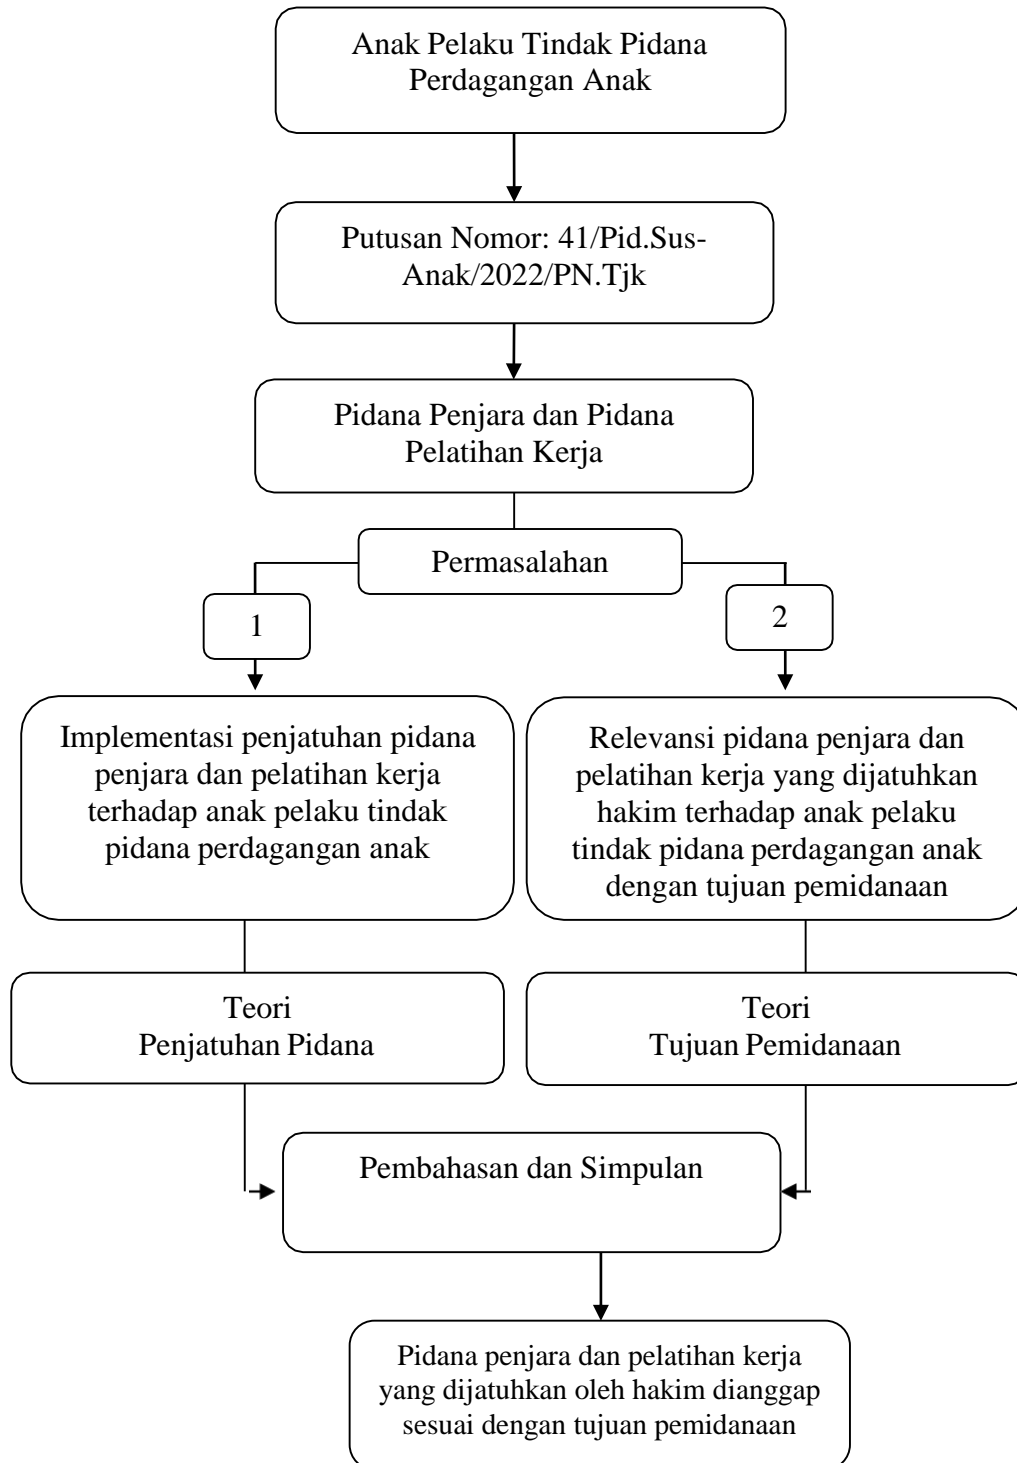 Anak Pelaku Tindak Pidana
Perdagangan Anak
Putusan Nomor: 41/Pid.Sus-
Anak/2022/PN.Tjk
Pidana Penjara dan Pidana
Pelatihan Kerja
Permasalahan
1
2
Implementasi penjatuhan pidana
penjara dan pelatihan kerja
terhadap anak pelaku tindak
pidana perdagangan anak
Relevansi pidana penjara dan
pelatihan kerja yang dijatuhkan
hakim terhadap anak pelaku
tindak pidana perdagangan anak
dengan tujuan pemidanaan
Teori
Penjatuhan Pidana
Teori
Tujuan Pemidanaan
Pembahasan dan Simpulan
Pidana penjara dan pelatihan kerja
yang dijatuhkan oleh hakim dianggap
sesuai dengan tujuan pemidanaan